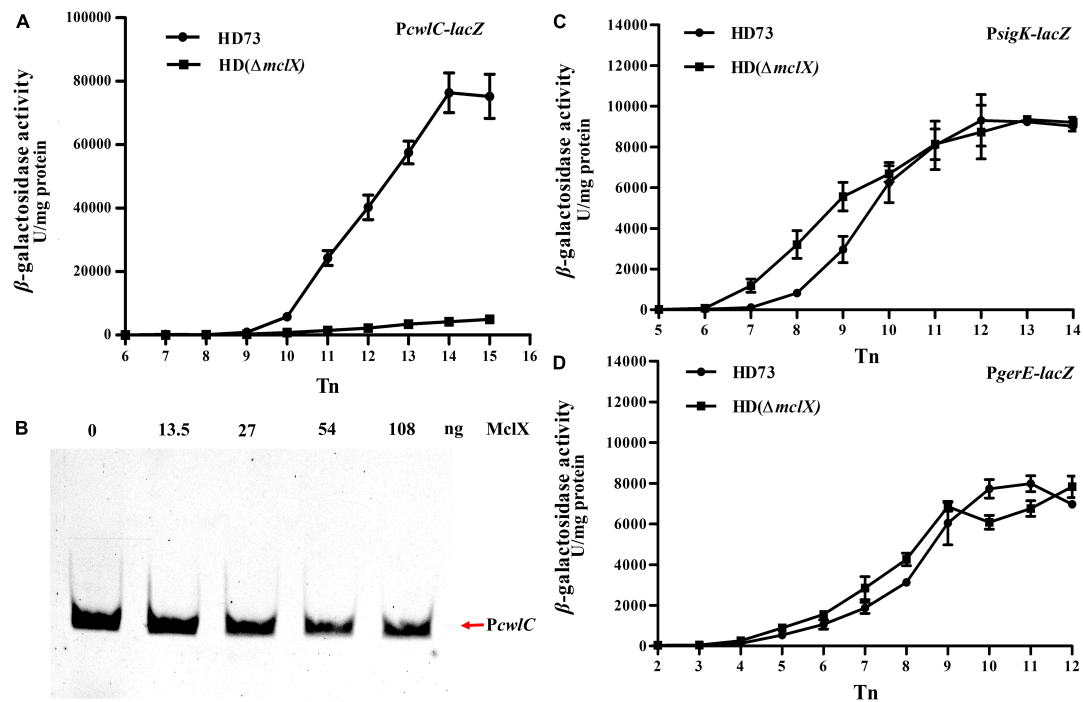 A
PcwlC-lacZ
HD73
HD(ΔmclX)
β-galactosidase activity
U/mg protein
100000
80000
60000
40000
20000
0
6 7 8 9 10 11 12 13 14 15 16
Tn
B
0 13.5 27 54 108 ng MclX
PcwlC
C
PsigK-lacZ
HD73
HD(ΔmclX)
β-galactosidase activity
U/mg protein
14000
12000
10000
8000
6000
4000
2000
0
5 6 7 8 9 10 11 12 13 14
Tn
D
PgerE-lacZ
HD73
HD(ΔmclX)
β-galactosidase activity
U/mg protein
14000
12000
10000
8000
6000
4000
2000
0
2 3 4 5 6 7 8 9 10 11 12
Tn